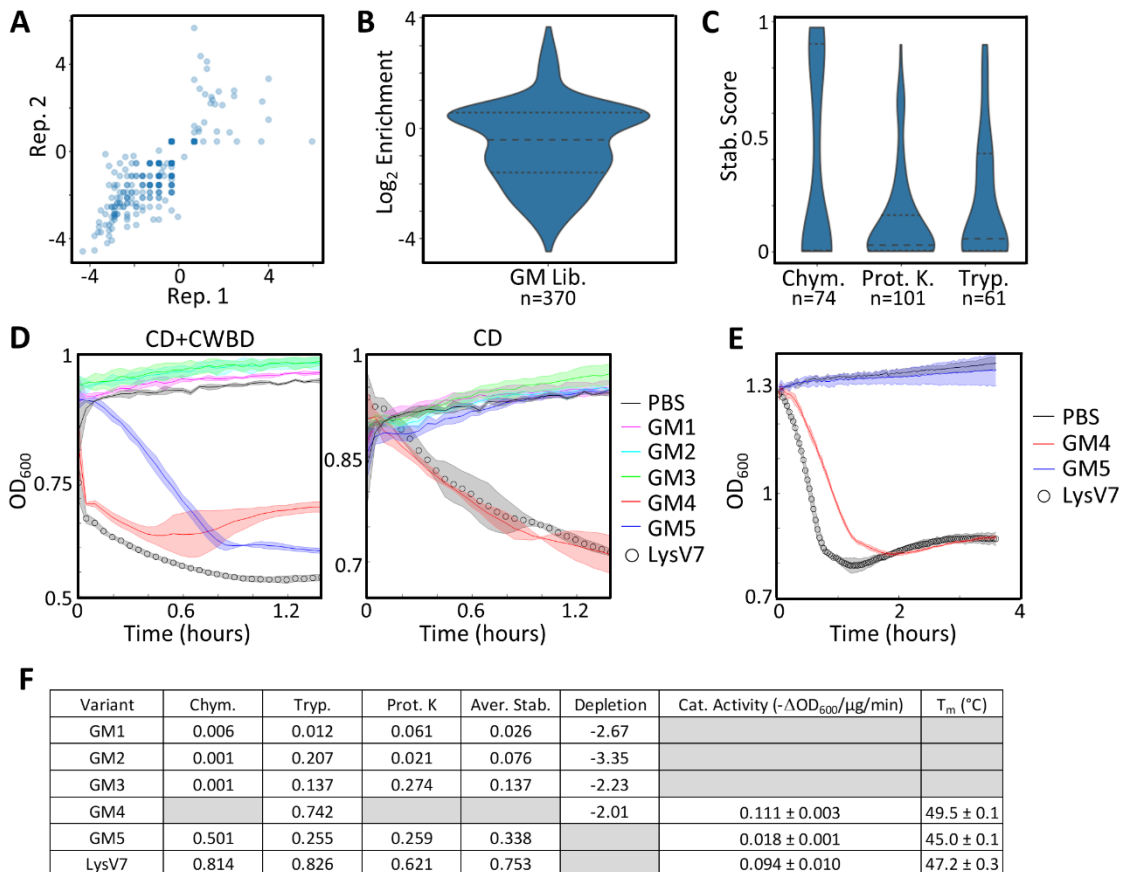 A
4
0
-4
Rep. 2
-4
0
4
Rep. 1
B
4
0
-4
Log2 Enrichment
GM Lib.
n=370
C
1
0.5
0
Stab. Score
Chym. Prot. K. Tryp.
n=74 n=101 n=61
D
CD+CWBD
1
0.75
0.5
OD600
0 0.6 1.2
Time (hours)
CD
1
0.85
0.7
OD600
0 0.6 1.2
Time (hours)
PBS
GM1
GM2
GM3
GM4
GM5
LysV7
E
1.3
1
0.7
OD600
0 2 4
Time (hours)
PBS
GM4
GM5
LysV7
F
Variant Chym. Tryp. Prot. K Aver. Stab. Depletion Cat. Activity (-ΔOD600/μg/min) Tm (°C)
GM1 0.006 0.012 0.061 0.026 -2.67
GM2 0.001 0.207 0.021 0.076 -3.35
GM3 0.001 0.137 0.274 0.137 -2.23
GM4 0.742 -2.01 0.111 ± 0.003 49.5 ± 0.1
GM5 0.501 0.255 0.259 0.338 0.018 ± 0.001 45.0 ± 0.1
LysV7 0.814 0.826 0.621 0.753 0.094 ± 0.010 47.2 ± 0.3